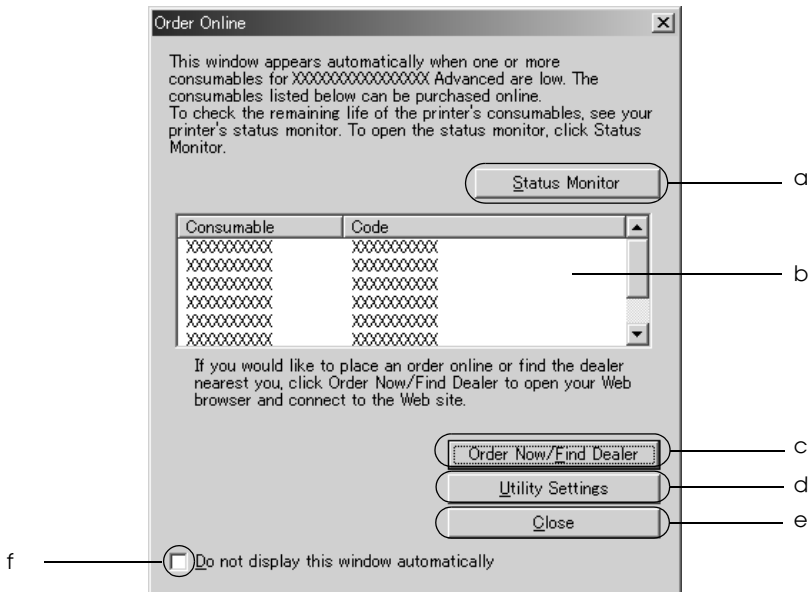 Order Online
This window appears automatically when one or more
consumables for XXXXXXXXXXXXXXXX Advanced are low. The
consumables listed below can be purchased online.
To check the remaining life of the printer's consumables, see your
printer's status monitor. To open the status monitor, click Status
Monitor.
Status Monitor
a
Consumable Code
XXXXXXXXXX XXXXXXXXXX
XXXXXXXXXX XXXXXXXXXX
XXXXXXXXXX XXXXXXXXXX
XXXXXXXXXX XXXXXXXXXX
XXXXXXXXXX XXXXXXXXXX
XXXXXXXXXX XXXXXXXXXX
b
If you would like to place an order online or find the dealer
nearest you, click Order Now/Find Dealer to open your Web
browser and connect to the Web site.
Order Now/Find Dealer
c
Utility Settings
d
Close
e
f
Do not display this window automatically